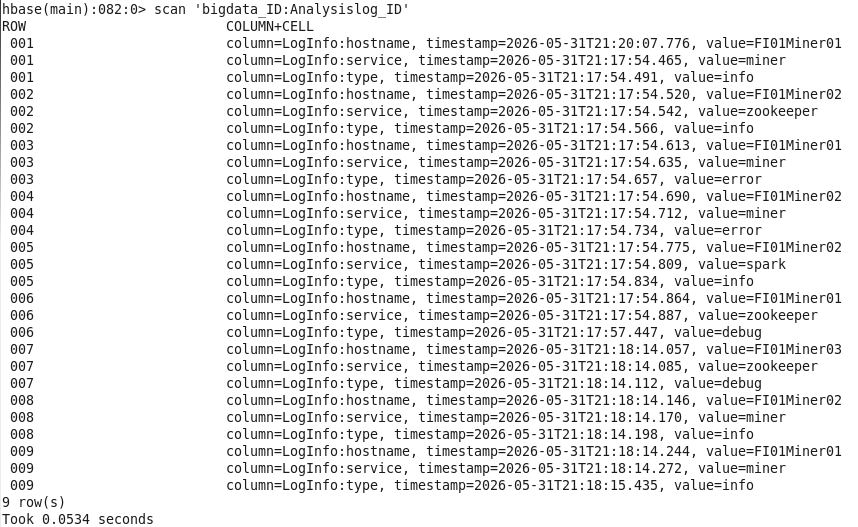 hbase(main):082:0> scan 'bigdata_ID:Analysislog_ID'
ROW COLUMN+CELL
001 column=LogInfo:hostname, timestamp=2026-05-31T21:20:07.776, value=FI01Miner01
001 column=LogInfo:service, timestamp=2026-05-31T21:17:54.465, value=miner
001 column=LogInfo:type, timestamp=2026-05-31T21:17:54.491, value=info
002 column=LogInfo:hostname, timestamp=2026-05-31T21:17:54.520, value=FI01Miner02
002 column=LogInfo:service, timestamp=2026-05-31T21:17:54.542, value=zookeeper
002 column=LogInfo:type, timestamp=2026-05-31T21:17:54.566, value=info
003 column=LogInfo:hostname, timestamp=2026-05-31T21:17:54.613, value=FI01Miner01
003 column=LogInfo:service, timestamp=2026-05-31T21:17:54.635, value=miner
003 column=LogInfo:type, timestamp=2026-05-31T21:17:54.657, value=error
004 column=LogInfo:hostname, timestamp=2026-05-31T21:17:54.690, value=FI01Miner02
004 column=LogInfo:service, timestamp=2026-05-31T21:17:54.712, value=miner
004 column=LogInfo:type, timestamp=2026-05-31T21:17:54.734, value=error
005 column=LogInfo:hostname, timestamp=2026-05-31T21:17:54.775, value=FI01Miner02
005 column=LogInfo:service, timestamp=2026-05-31T21:17:54.809, value=spark
005 column=LogInfo:type, timestamp=2026-05-31T21:17:54.834, value=info
006 column=LogInfo:hostname, timestamp=2026-05-31T21:17:54.864, value=FI01Miner01
006 column=LogInfo:service, timestamp=2026-05-31T21:17:54.887, value=zookeeper
006 column=LogInfo:type, timestamp=2026-05-31T21:17:57.447, value=debug
007 column=LogInfo:hostname, timestamp=2026-05-31T21:18:14.057, value=FI01Miner03
007 column=LogInfo:service, timestamp=2026-05-31T21:18:14.085, value=zookeeper
007 column=LogInfo:type, timestamp=2026-05-31T21:18:14.112, value=debug
008 column=LogInfo:hostname, timestamp=2026-05-31T21:18:14.146, value=FI01Miner02
008 column=LogInfo:service, timestamp=2026-05-31T21:18:14.170, value=miner
008 column=LogInfo:type, timestamp=2026-05-31T21:18:14.198, value=info
009 column=LogInfo:hostname, timestamp=2026-05-31T21:18:14.244, value=FI01Miner01
009 column=LogInfo:service, timestamp=2026-05-31T21:18:14.272, value=miner
009 column=LogInfo:type, timestamp=2026-05-31T21:18:15.435, value=info
9 row(s)
Took 0.0534 seconds